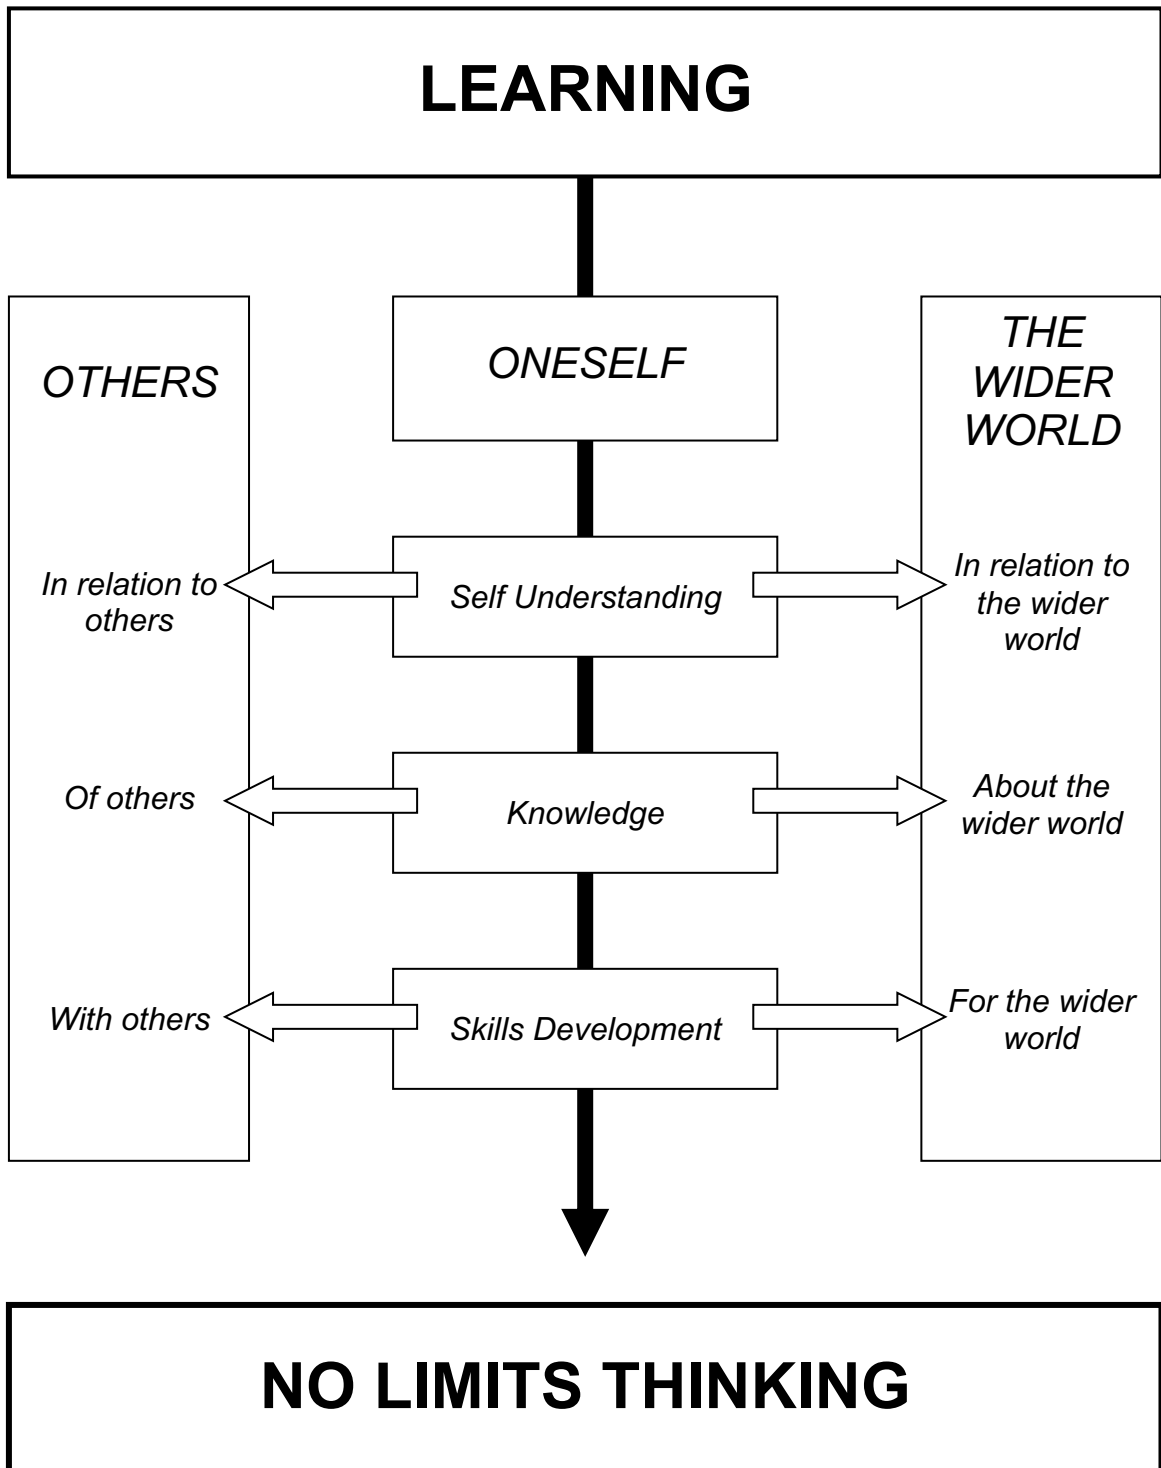 LEARNING
OTHERS
ONESELF
THE
WIDER
WORLD
In relation to
others
Self Understanding
In relation to
the wider
world
Of others
Knowledge
About the
wider world
With others
Skills Development
For the wider
world
NO LIMITS THINKING